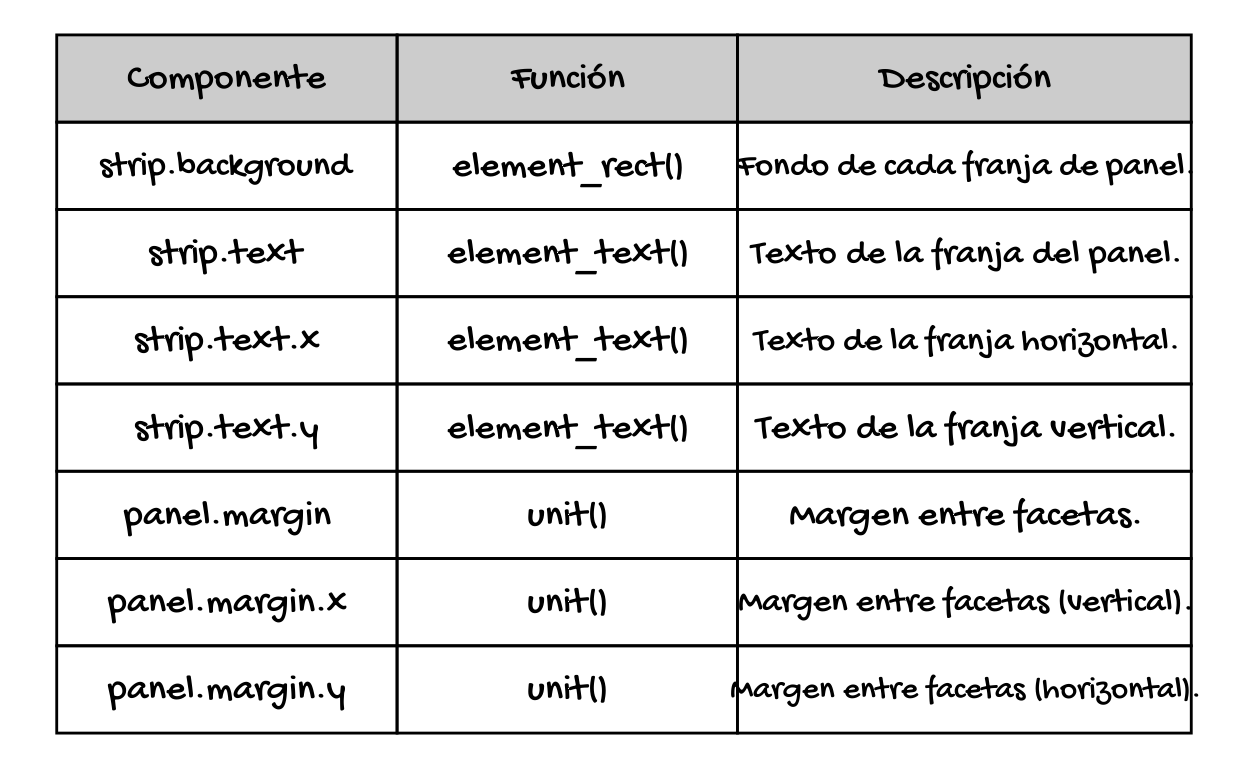 Componente Función Descripción
strip.background element_rect() Fondo de cada franja de panel.
strip.text element_text() Texto de la franja del panel.
strip.text.x element_text() Texto de la franja horizontal.
strip.text.y element_text() Texto de la franja vertical.
panel.margin unit() Margen entre facetas.
panel.margin.x unit() Margen entre facetas (vertical).
panel.margin.y unit() Margen entre facetas (horizontal).